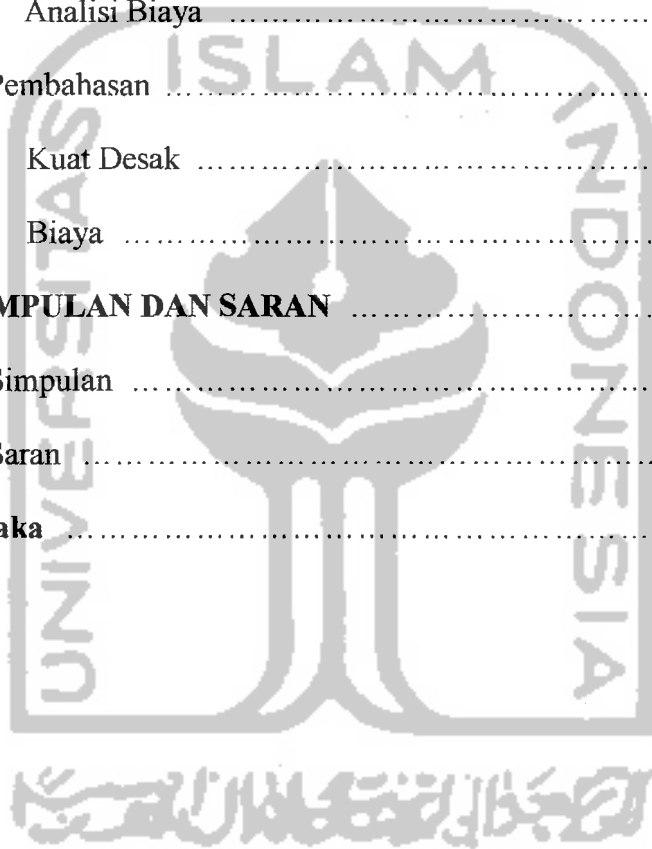 Analisi Biaya ........................................................
Pembahasan ........................................................
Kuat Desak ........................................................
Biaya ........................................................
MPULAN DAN SARAN ........................................
Simpulan ........................................................
Saran ........................................................
aka ........................................................
UNIVERSITAS
ISLAM
INDONESIA